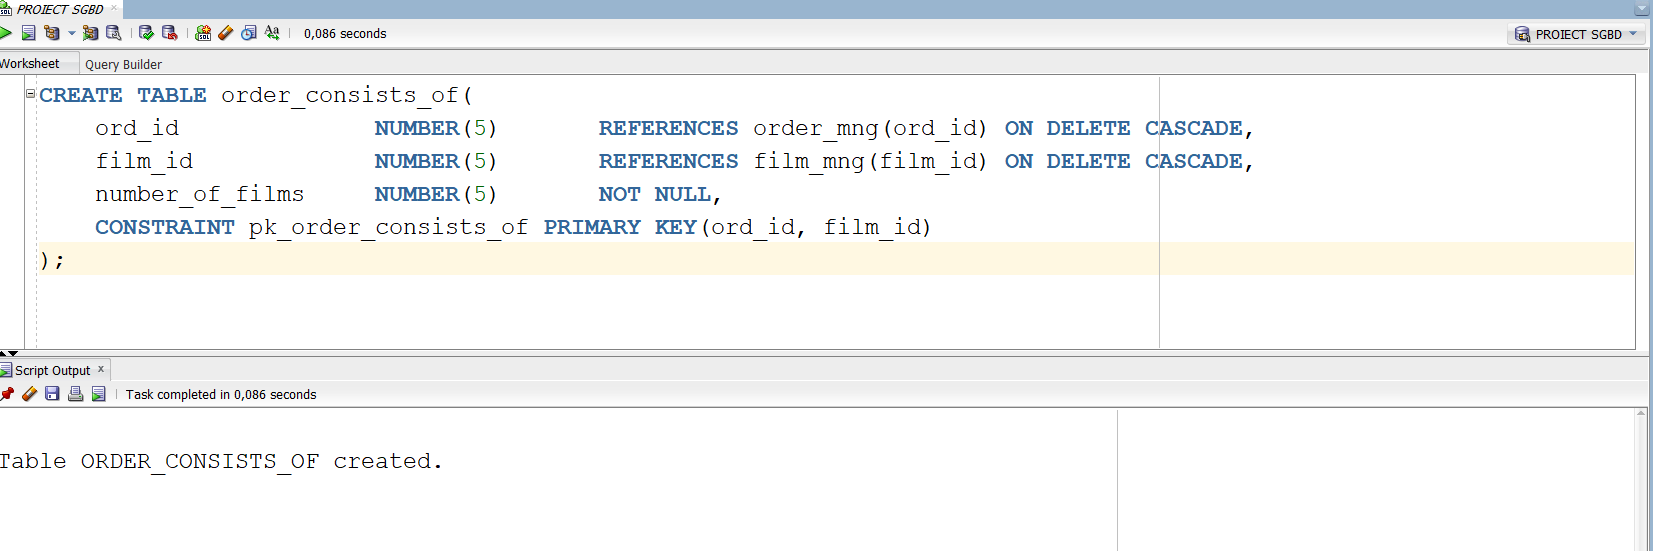 PROIECT SGBD
0,086 seconds
PROIECT SGBD
Worksheet Query Builder
CREATE TABLE order_consists_of(
ord_id NUMBER(5) REFERENCES order_mng(ord_id) ON DELETE CASCADE,
film_id NUMBER(5) REFERENCES film_mng(film_id) ON DELETE CASCADE,
number_of_films NUMBER(5) NOT NULL,
CONSTRAINT pk_order_consists_of PRIMARY KEY(ord_id, film_id)
);
Script Output x
Task completed in 0,086 seconds
Table ORDER_CONSISTS_OF created.